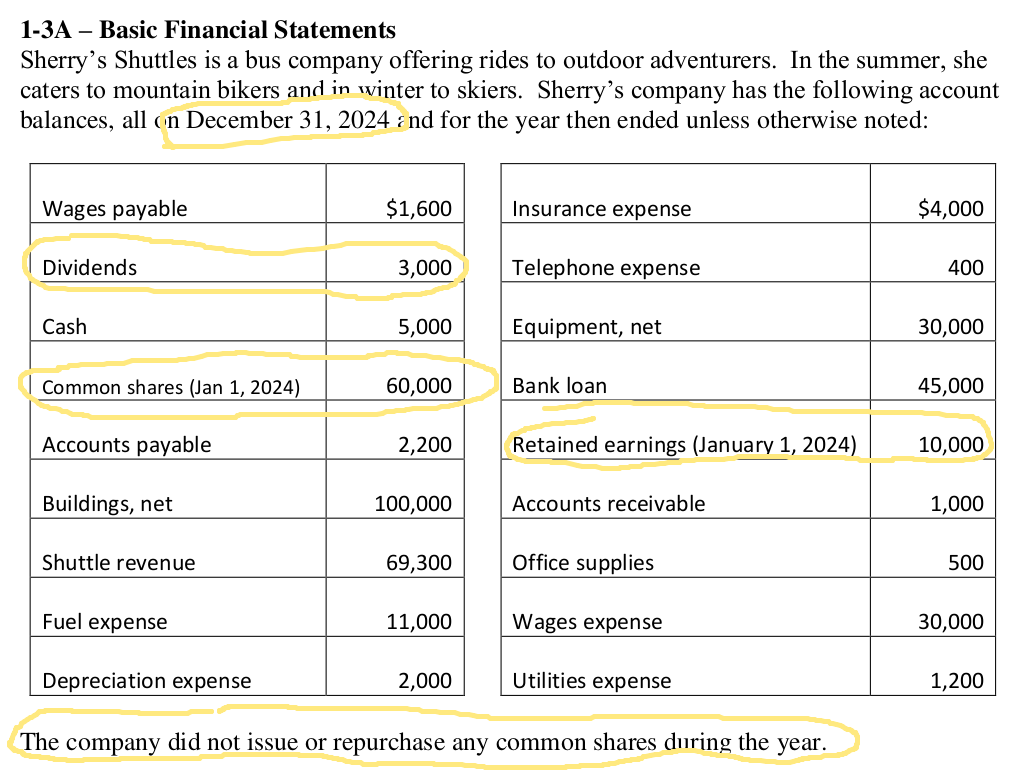 1-3A – Basic Financial Statements
Sherry's Shuttles is a bus company offering rides to outdoor adventurers.  In the summer, she
caters to mountain bikers and in winter to skiers.  Sherry's company has the following account
balances, all on December 31, 2024 and for the year then ended unless otherwise noted:
Wages payable $1,600 Insurance expense $4,000
Dividends 3,000 Telephone expense 400
Cash 5,000 Equipment, net 30,000
Common shares (Jan 1, 2024) 60,000 Bank loan 45,000
Accounts payable 2,200 Retained earnings (January 1, 2024) 10,000
Buildings, net 100,000 Accounts receivable 1,000
Shuttle revenue 69,300 Office supplies 500
Fuel expense 11,000 Wages expense 30,000
Depreciation expense 2,000 Utilities expense 1,200
The company did not issue or repurchase any common shares during the year.